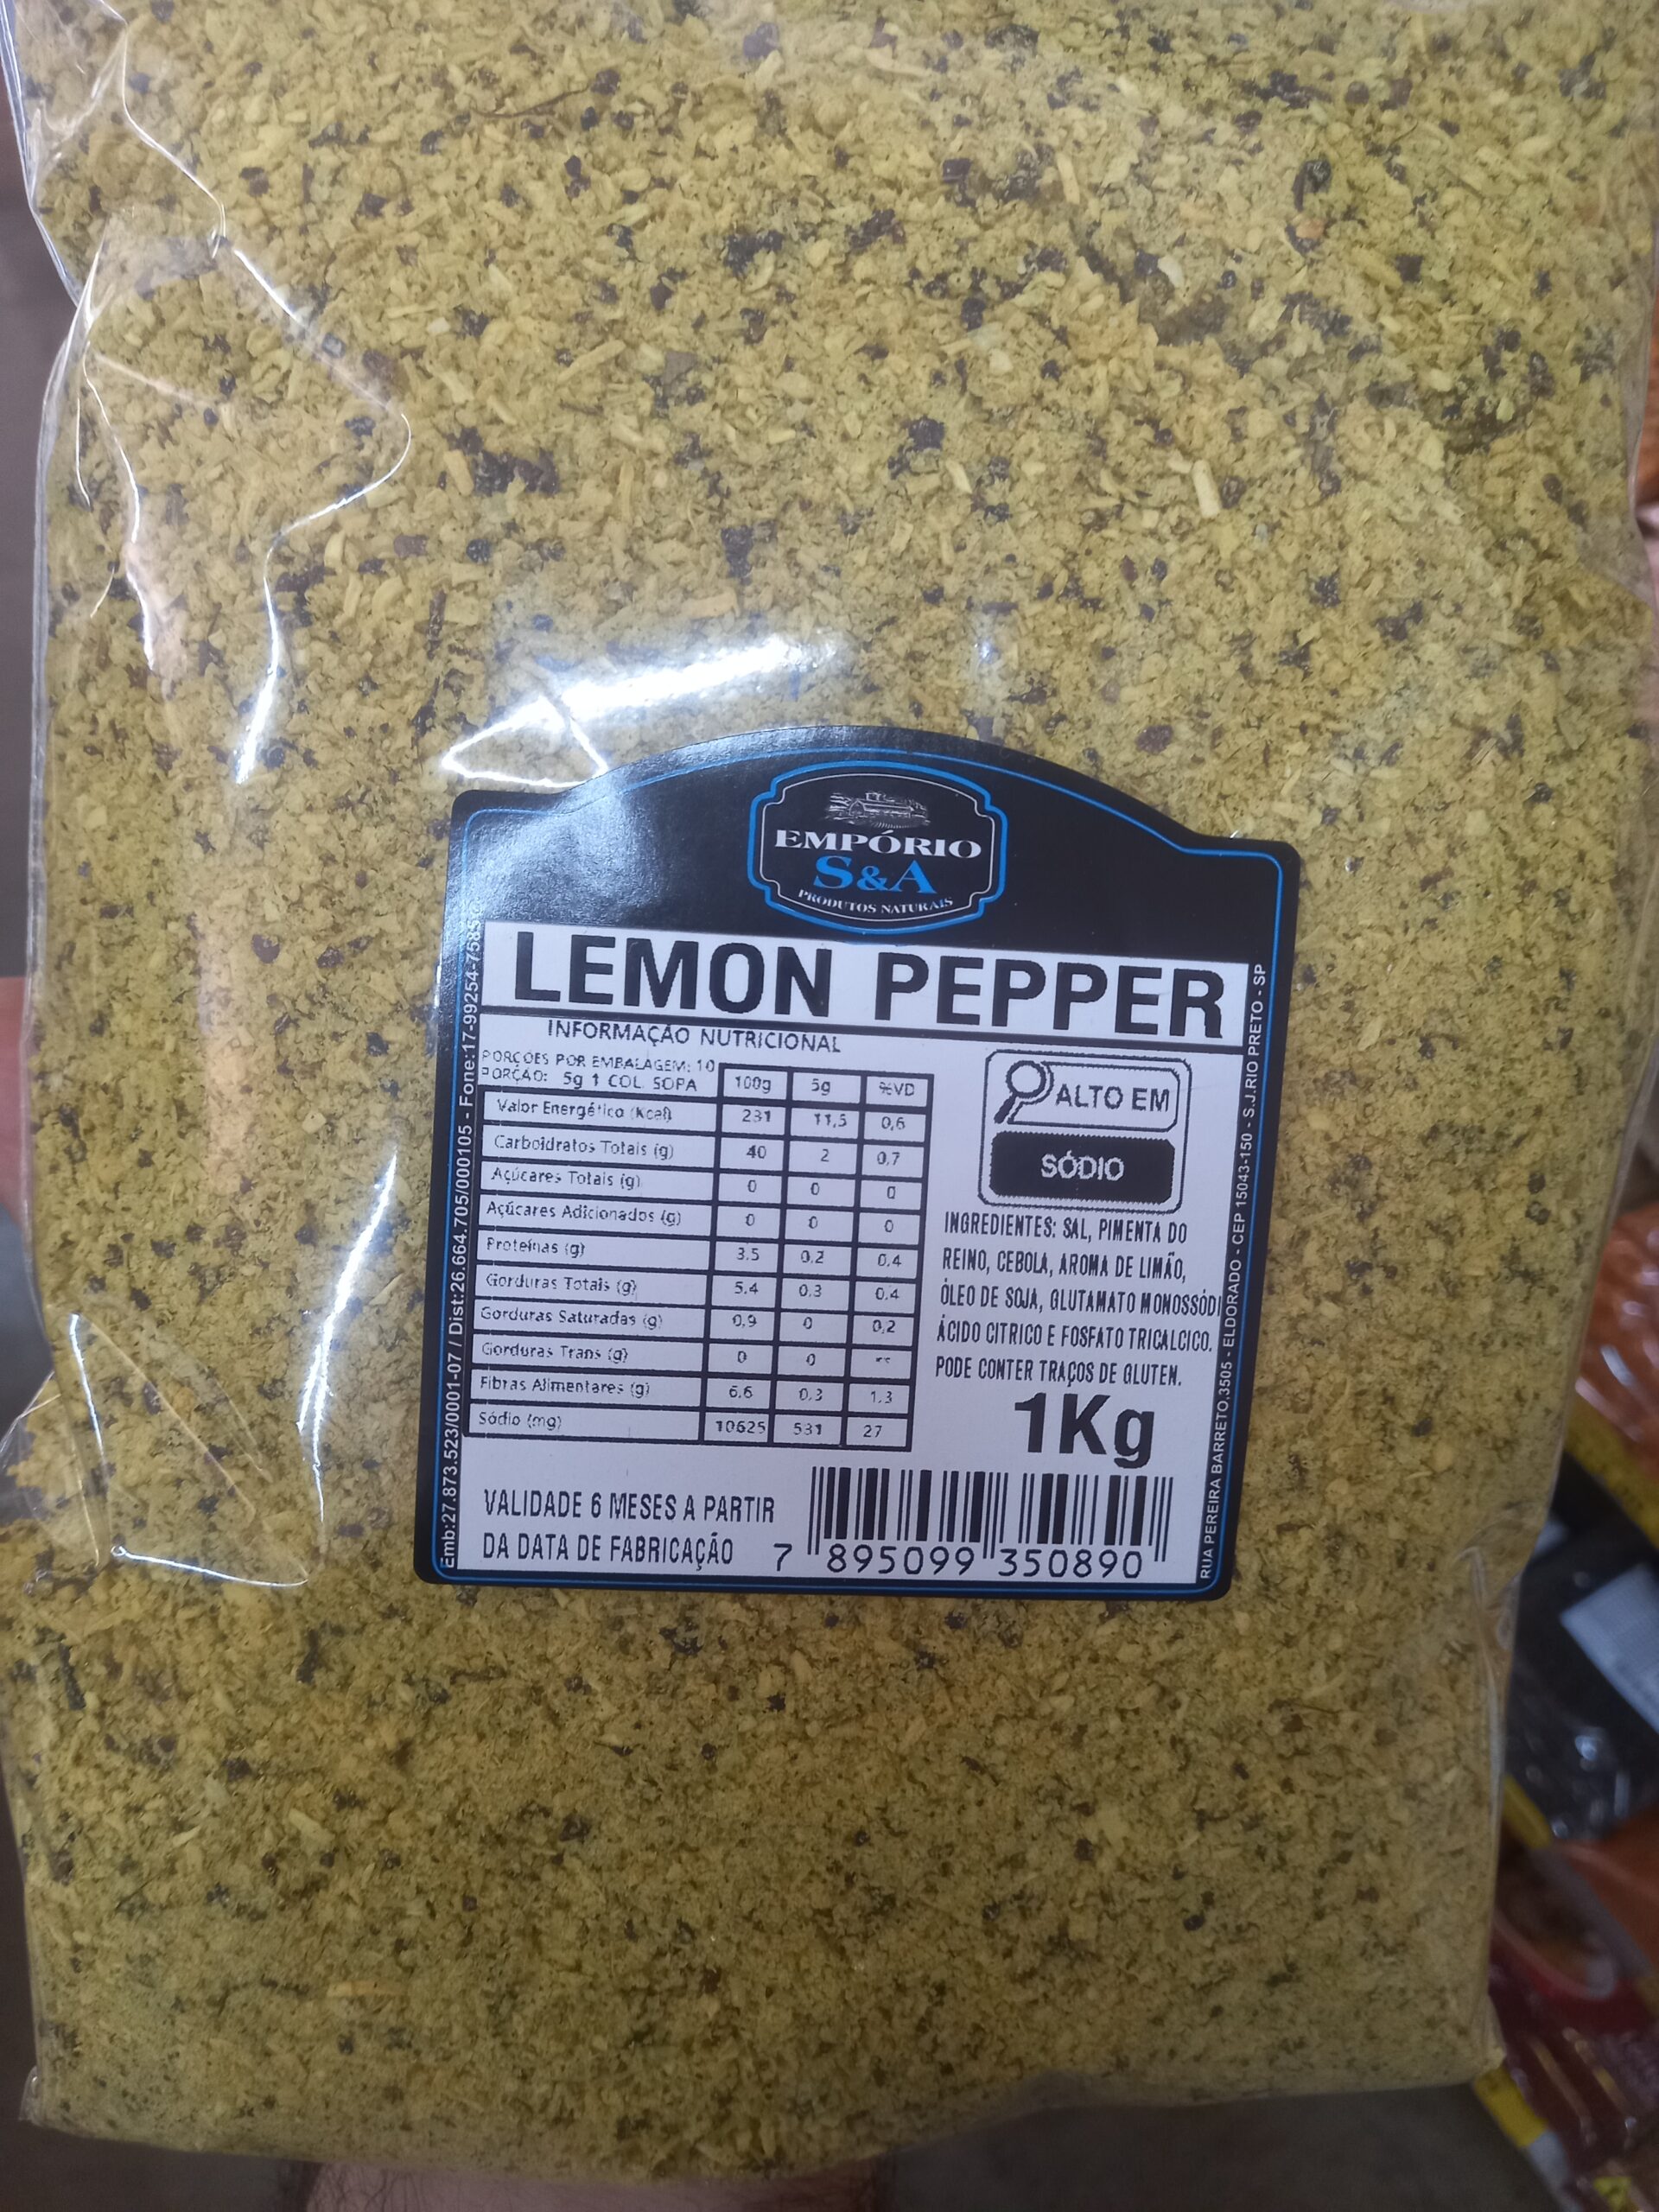 EMPÓRIO
S&A
PRODUTOS NATURAIS
LEMON PEPPER
INFORMAÇÃO NUTRICIONAL
PORÇÕES POR EMBALAGEM: 10
PORÇÃO: 5g 1 COL. SOPA 100g 5g %VD
Valor Energético (Kcal) 231 11,5 0,6
Carboidratos Totais (g) 40 2 0,7
Açúcares Totais (g) 0 0 0
Açúcares Adicionados (g) 0 0 0
Proteínas (g) 3,5 0,2 0,4
Gorduras Totais (g) 5,4 0,3 0,4
Gorduras Saturadas (g) 0,9 0 0,2
Gorduras Trans (g) 0 0 --
Fibras Alimentares (g) 6,6 0,3 1,3
Sódio (mg) 10625 531 27
ALTO EM
SÓDIO
INGREDIENTES: SAL, PIMENTA DO
REINO, CEBOLA, AROMA DE LIMÃO,
ÓLEO DE SOJA, GLUTAMATO MONOSSÓDI
ÁCIDO CITRICO E FOSFATO TRICALCICO.
PODE CONTER TRAÇOS DE GLUTEN.
1Kg
VALIDADE 6 MESES A PARTIR
DA DATA DE FABRICAÇÃO
7 895099 350890
Emb:27.873.523/0001-07 / Dist:26.664.705/000105 - Fone:17-99254-7585
RUA PEREIRA BARRETO,3505 - ELDORADO - CEP 15043-150 - S.J.RIO PRETO - SP